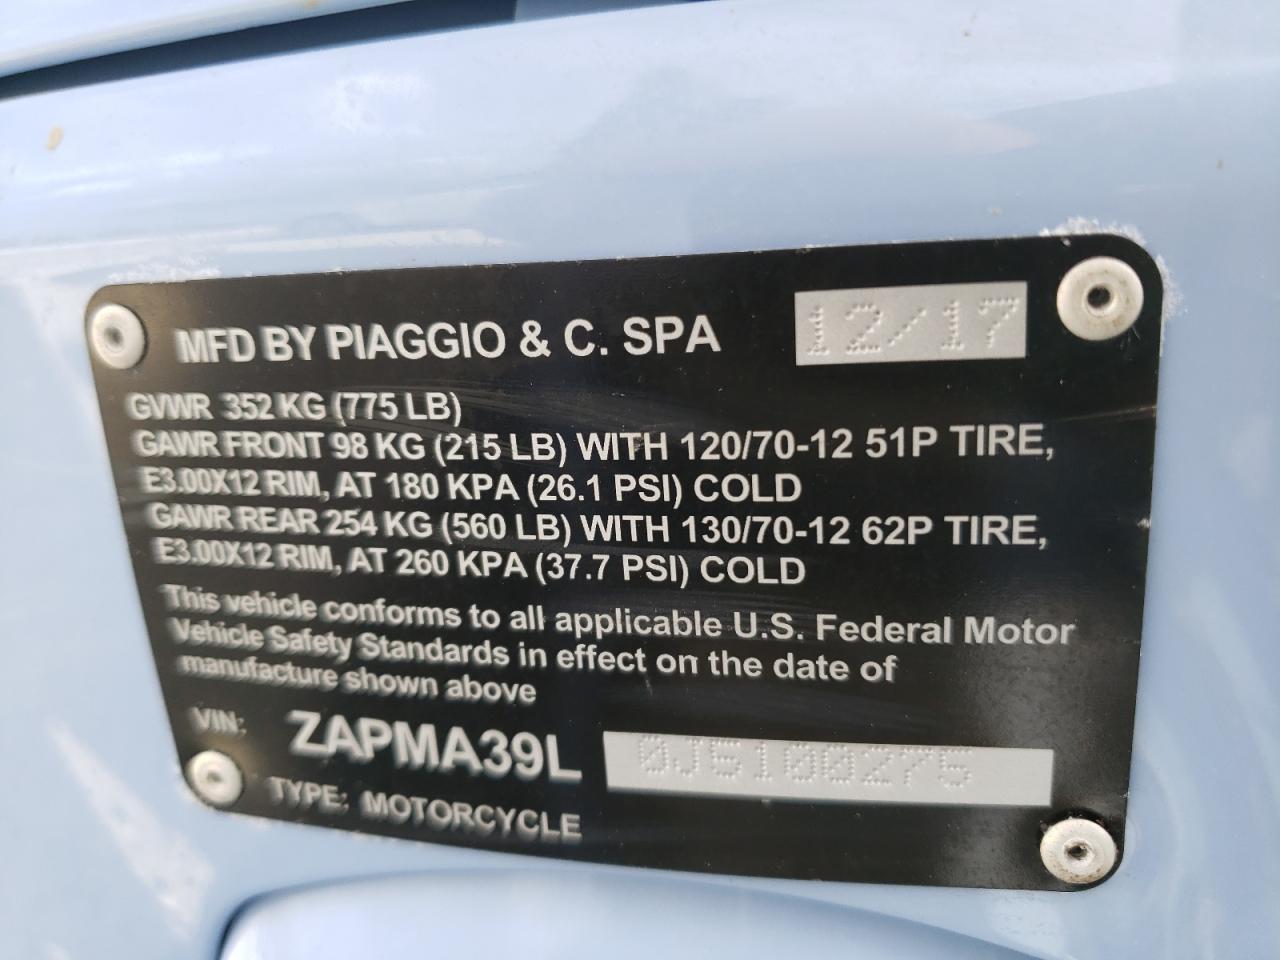 MFD BY PIAGGIO & C. SPA 12/17
GVWR 352 KG (775 LB)
GAWR FRONT 98 KG (215 LB) WITH 120/70-12 51P TIRE,
E3.00X12 RIM, AT 180 KPA (26.1 PSI) COLD
GAWR REAR 254 KG (560 LB) WITH 130/70-12 62P TIRE,
E3.00X12 RIM, AT 260 KPA (37.7 PSI) COLD
This vehicle conforms to all applicable U.S. Federal Motor
Vehicle Safety Standards in effect on the date of
manufacture shown above
VIN: ZAPMA39L 0J5100275
TYPE: MOTORCYCLE